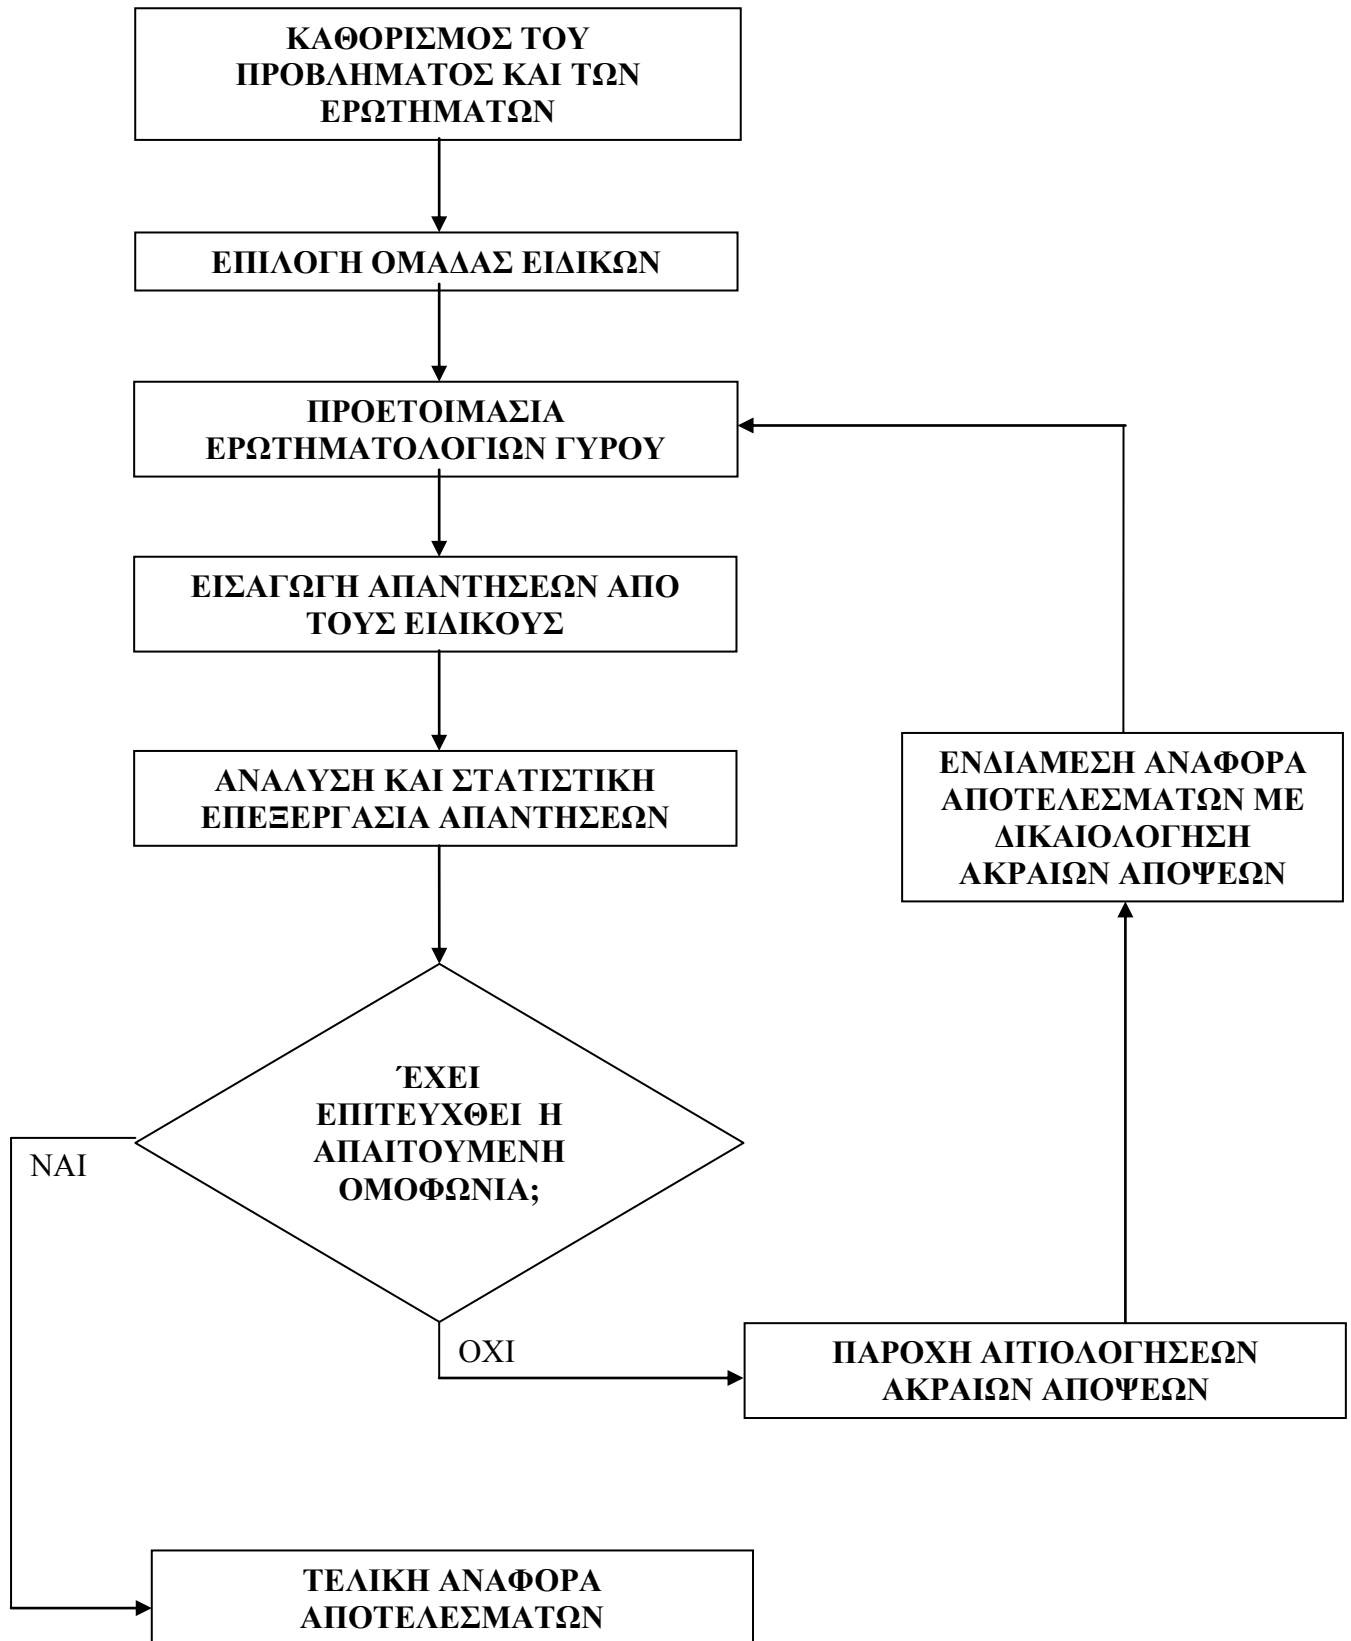 ΚΑΘΟΡΙΣΜΟΣ ΤΟΥ
ΠΡΟΒΛΗΜΑΤΟΣ ΚΑΙ ΤΩΝ
ΕΡΩΤΗΜΑΤΩΝ
ΕΠΙΛΟΓΗ ΟΜΑΔΑΣ ΕΙΔΙΚΩΝ
ΠΡΟΕΤΟΙΜΑΣΙΑ
ΕΡΩΤΗΜΑΤΟΛΟΓΙΩΝ ΓΥΡΟΥ
ΕΙΣΑΓΩΓΗ ΑΠΑΝΤΗΣΕΩΝ ΑΠΟ
ΤΟΥΣ ΕΙΔΙΚΟΥΣ
ΑΝΑΛΥΣΗ ΚΑΙ ΣΤΑΤΙΣΤΙΚΗ
ΕΠΕΞΕΡΓΑΣΙΑ ΑΠΑΝΤΗΣΕΩΝ
ΕΝΔΙΑΜΕΣΗ ΑΝΑΦΟΡΑ
ΑΠΟΤΕΛΕΣΜΑΤΩΝ ΜΕ
ΔΙΚΑΙΟΛΟΓΗΣΗ
ΑΚΡΑΙΩΝ ΑΠΟΨΕΩΝ
ΈΧΕΙ
ΕΠΙΤΕΥΧΘΕΙ Η
ΑΠΑΙΤΟΥΜΕΝΗ
ΟΜΟΦΩΝΙΑ;
ΝΑΙ
ΟΧΙ
ΠΑΡΟΧΗ ΑΙΤΙΟΛΟΓΗΣΕΩΝ
ΑΚΡΑΙΩΝ ΑΠΟΨΕΩΝ
ΤΕΛΙΚΗ ΑΝΑΦΟΡΑ
ΑΠΟΤΕΛΕΣΜΑΤΩΝ